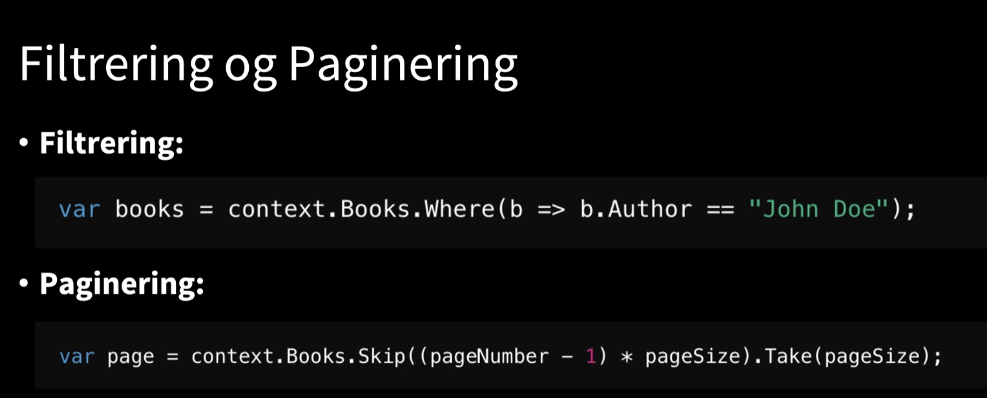 Filtrering og Paginering
• Filtrering:
var books = context.Books.Where(b => b.Author == "John Doe");
• Paginering:
var page = context.Books.Skip((pageNumber - 1) * pageSize).Take(pageSize);